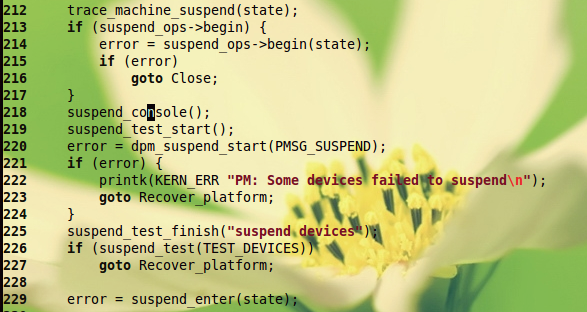 212 trace_machine_suspend(state);
213 if (suspend_ops->begin) {
214 error = suspend_ops->begin(state);
215 if (error)
216 goto Close;
217 }
218 suspend_console();
219 suspend_test_start();
220 error = dpm_suspend_start(PMSG_SUSPEND);
221 if (error) {
222 printk(KERN_ERR "PM: Some devices failed to suspend\n");
223 goto Recover_platform;
224 }
225 suspend_test_finish("suspend devices");
226 if (suspend_test(TEST_DEVICES))
227 goto Recover_platform;
228
229 error = suspend_enter(state);